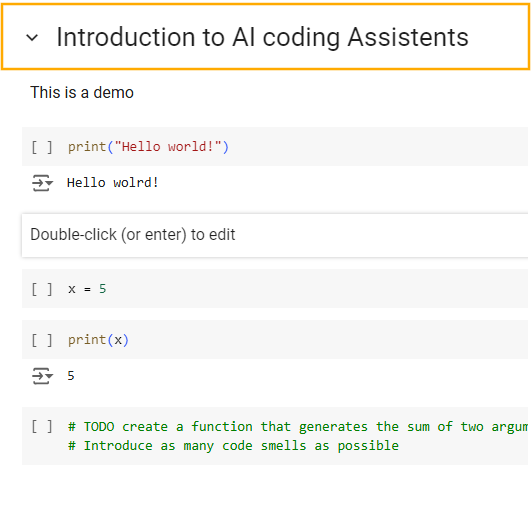 Introduction to AI coding Assistents
This is a demo
[ ] print("Hello world!")
Hello wolrd!
Double-click (or enter) to edit
[ ] x = 5
[ ] print(x)
5
[ ] # TODO create a function that generates the sum of two argum
# Introduce as many code smells as possible